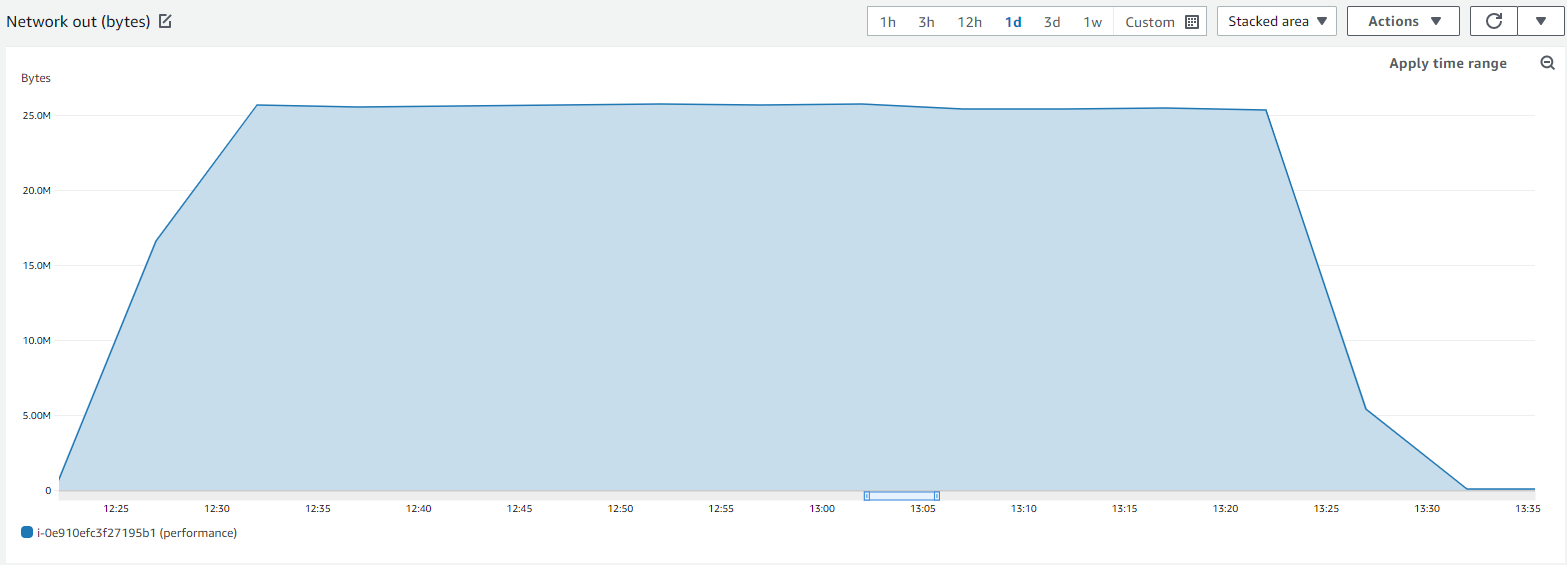 Network out (bytes)
1h 3h 12h 1d 3d 1w Custom Stacked area Actions
Apply time range
Bytes
25.0M
20.0M
15.0M
10.0M
5.00M
0
12:25 12:30 12:35 12:40 12:45 12:50 12:55 13:00 13:05 13:10 13:15 13:20 13:25 13:30 13:35
i-0e910efc3f27195b1 (performance)